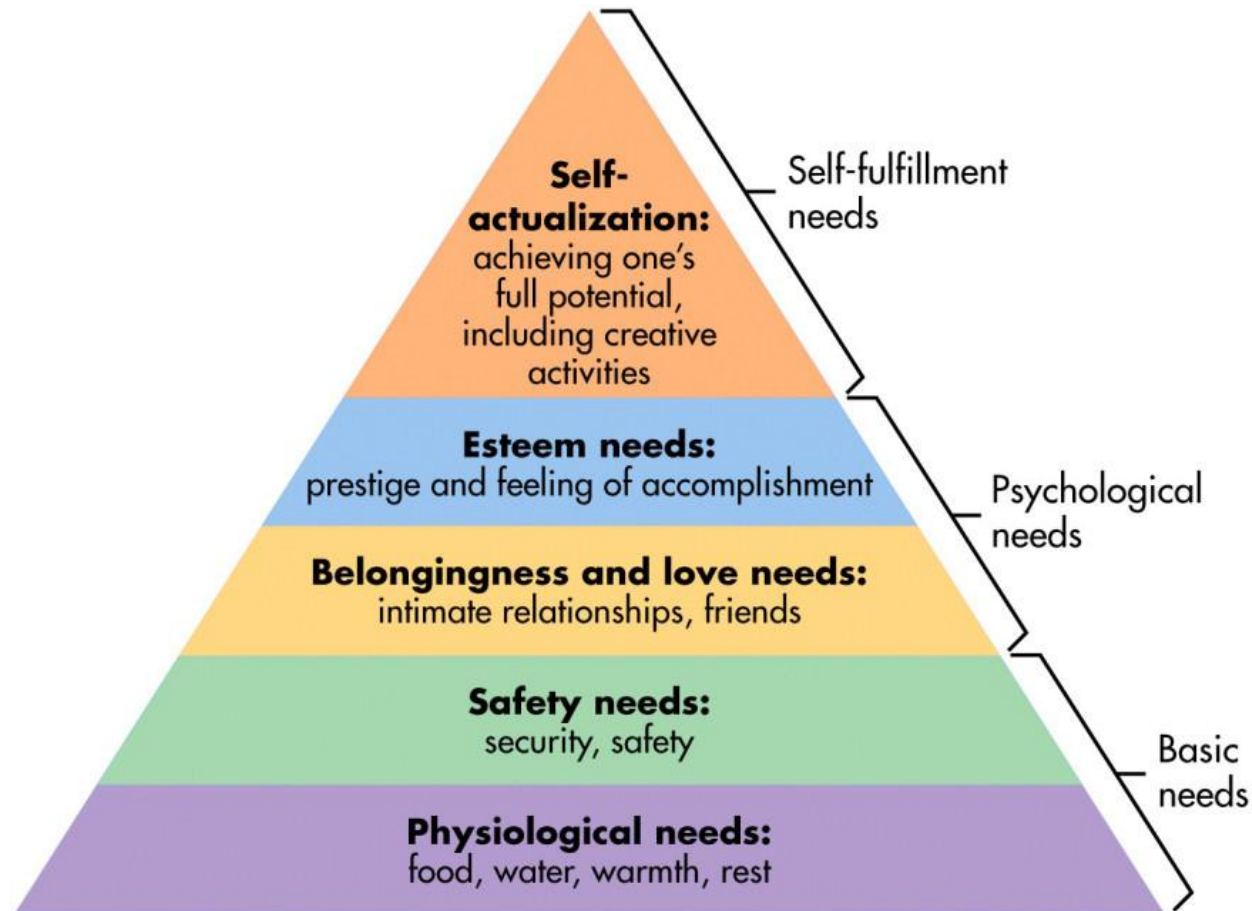 Self-
actualization:
achieving one’s
full potential,
including creative
activities
Self-fulfillment
needs
Esteem needs:
prestige and feeling of accomplishment
Psychological
needs
Belongingness and love needs:
intimate relationships, friends
Safety needs:
security, safety
Basic
needs
Physiological needs:
food, water, warmth, rest